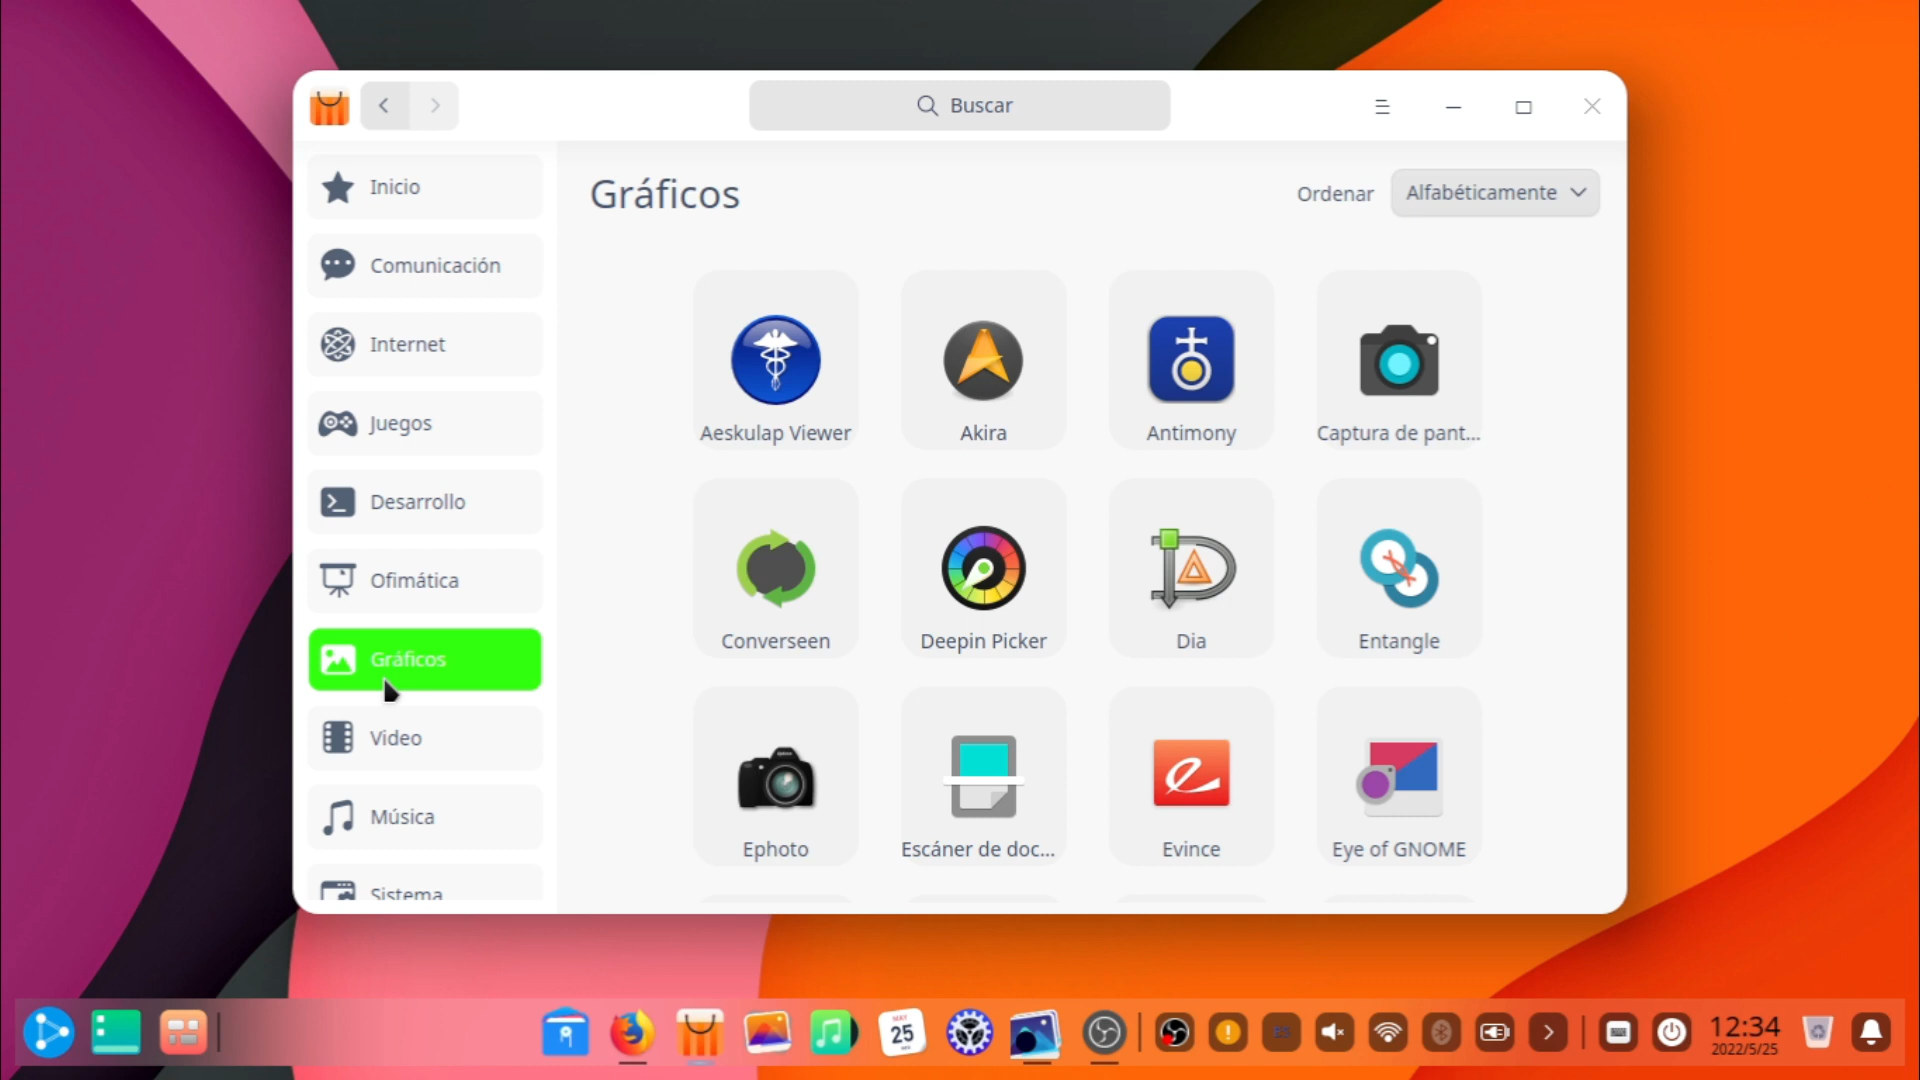 Buscar
Inicio
Comunicación
Internet
Juegos
Desarrollo
Ofimática
Gráficos
Video
Música
Sistema
Gráficos
Ordenar
Alfabéticamente
Aeskulap Viewer
Akira
Antimony
Captura de pant...
Converseen
Deepin Picker
Dia
Entangle
Ephoto
Escáner de doc...
Evince
Eye of GNOME
MAY
25
12:34
2022/5/25